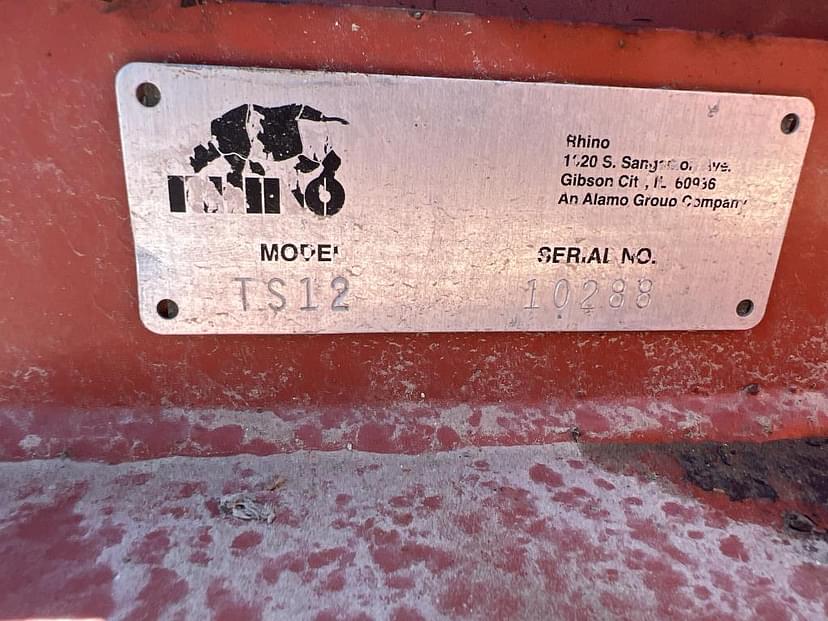 RHINO
Rhino
1020 S. Sangamon Ave.
Gibson City, IL 60936
An Alamo Group Company
MODEL
SERIAL NO.
TS12
10288